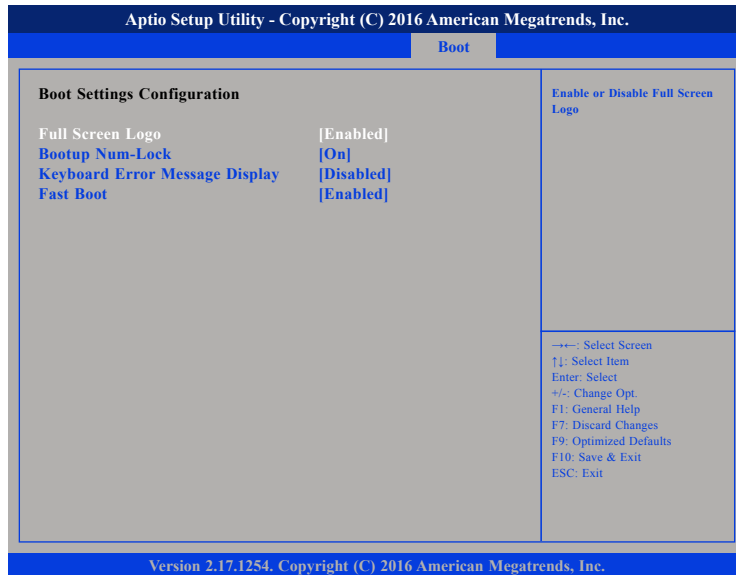 Aptio Setup Utility - Copyright (C) 2016 American Megatrends, Inc.
Boot
Boot Settings Configuration
Full Screen Logo [Enabled]
Bootup Num-Lock [On]
Keyboard Error Message Display [Disabled]
Fast Boot [Enabled]
Enable or Disable Full Screen
Logo
→←: Select Screen
↑↓: Select Item
Enter: Select
+/-: Change Opt.
F1: General Help
F7: Discard Changes
F9: Optimized Defaults
F10: Save & Exit
ESC: Exit
Version 2.17.1254. Copyright (C) 2016 American Megatrends, Inc.